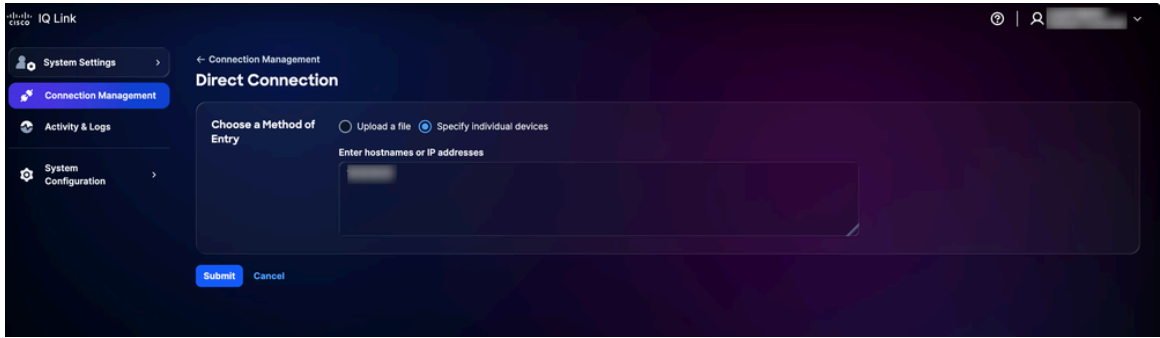 cisco IQ Link
System Settings
Connection Management
Activity & Logs
System
Configuration
← Connection Management
Direct Connection
Choose a Method of
Entry
Upload a file Specify individual devices
Enter hostnames or IP addresses
Submit Cancel